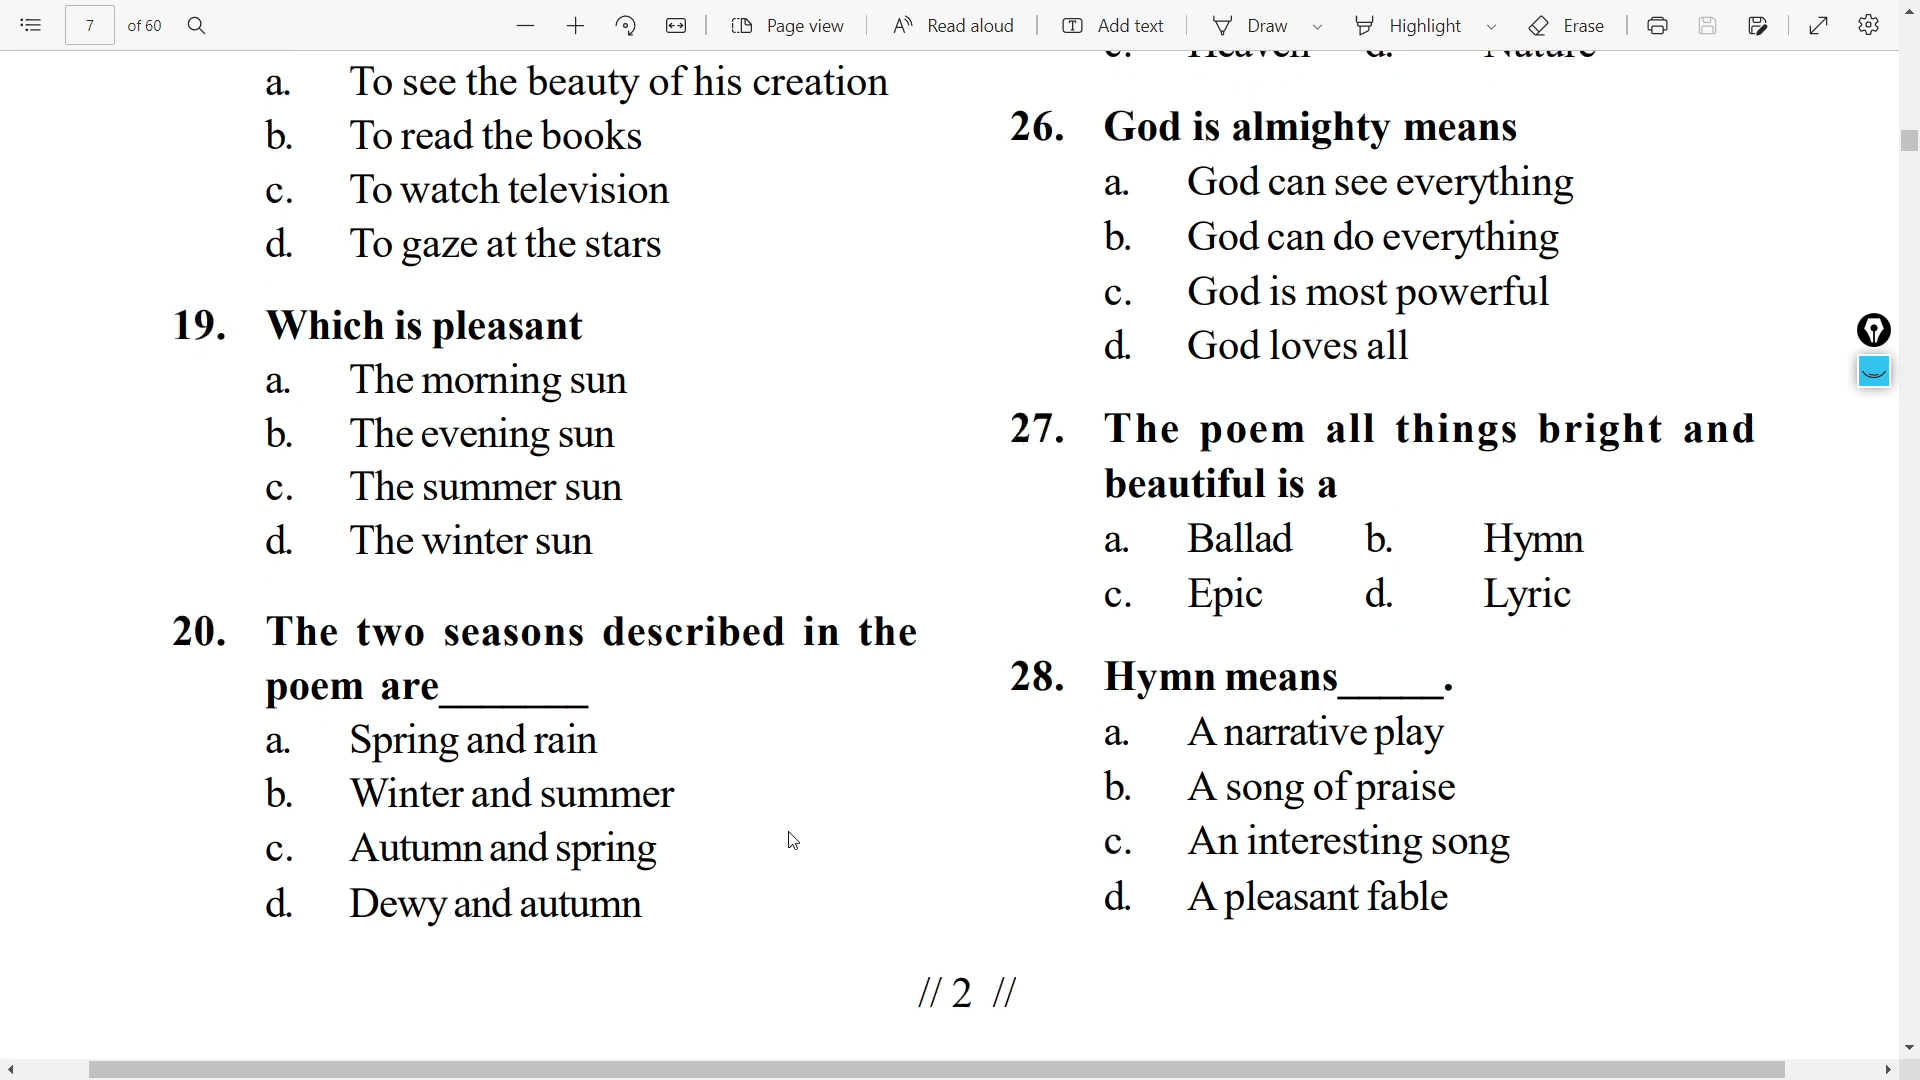 7 of 60 Page view Read aloud Add text Draw Highlight Erase
a. To see the beauty of his creation
b. To read the books
c. To watch television
d. To gaze at the stars
19. Which is pleasant
a. The morning sun
b. The evening sun
c. The summer sun
d. The winter sun
20. The two seasons described in the
poem are_______
a. Spring and rain
b. Winter and summer
c. Autumn and spring
d. Dewy and autumn
c. Heaven d. Nature
26. God is almighty means
a. God can see everything
b. God can do everything
c. God is most powerful
d. God loves all
27. The poem all things bright and
beautiful is a
a. Ballad b. Hymn
c. Epic d. Lyric
28. Hymn means_____.
a. A narrative play
b. A song of praise
c. An interesting song
d. A pleasant fable
// 2 //